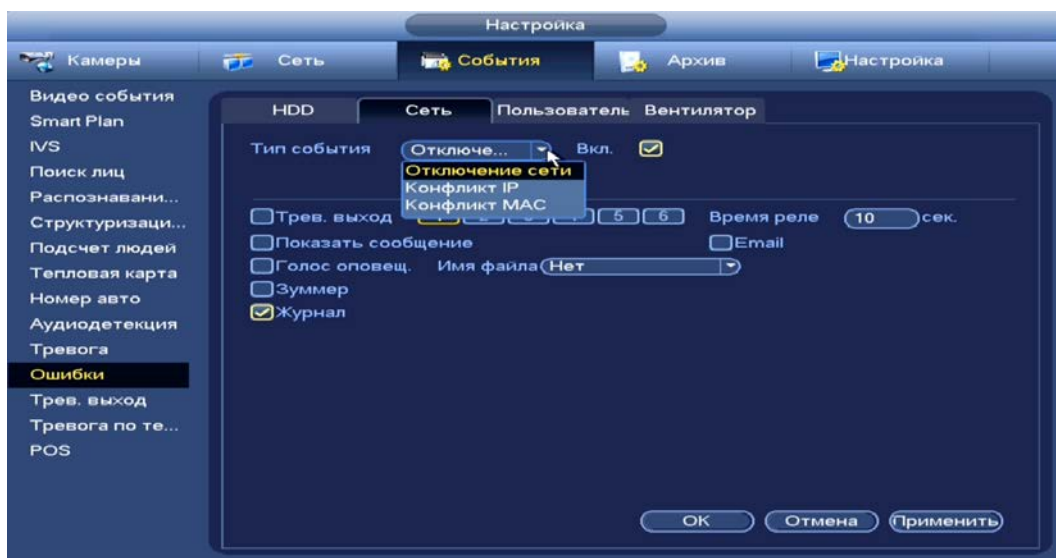 Настройка
Камеры Сеть События Архив Настройка
Видео события
Smart Plan
IVS
Поиск лиц
Распознавани...
Структуризаци...
Подсчет людей
Тепловая карта
Номер авто
Аудиодетекция
Тревога
Ошибки
Трев. выход
Тревога по те...
POS
HDD Сеть Пользователь Вентилятор
Тип события Отключе... Вкл.
Отключение сети
Конфликт IP
Конфликт MAC
Трев. выход 5 6 Время реле 10 сек.
Показать сообщение Email
Голос оповещ. Имя файла Нет
Зуммер
Журнал
OK Отмена Применить